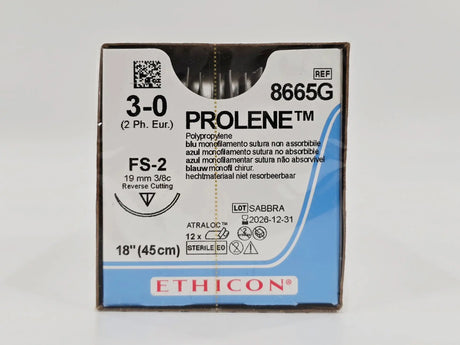 REF
8665G
3-0
(2 Ph. Eur.)
PROLENE™
Polypropylene
blu monofilamento sutura non assorbibile
azul monofilamento sutura no absorbible
azul monofilamentar sutura não absorvível
blauw monofil chirur.
hechtmateriaal niet resorbeerbaar
FS-2
19 mm 3/8c
Reverse Cutting
LOT SABBRA
2026-12-31
ATRALOC™
12 x
STERILE EO
18" (45cm)
ETHICON®